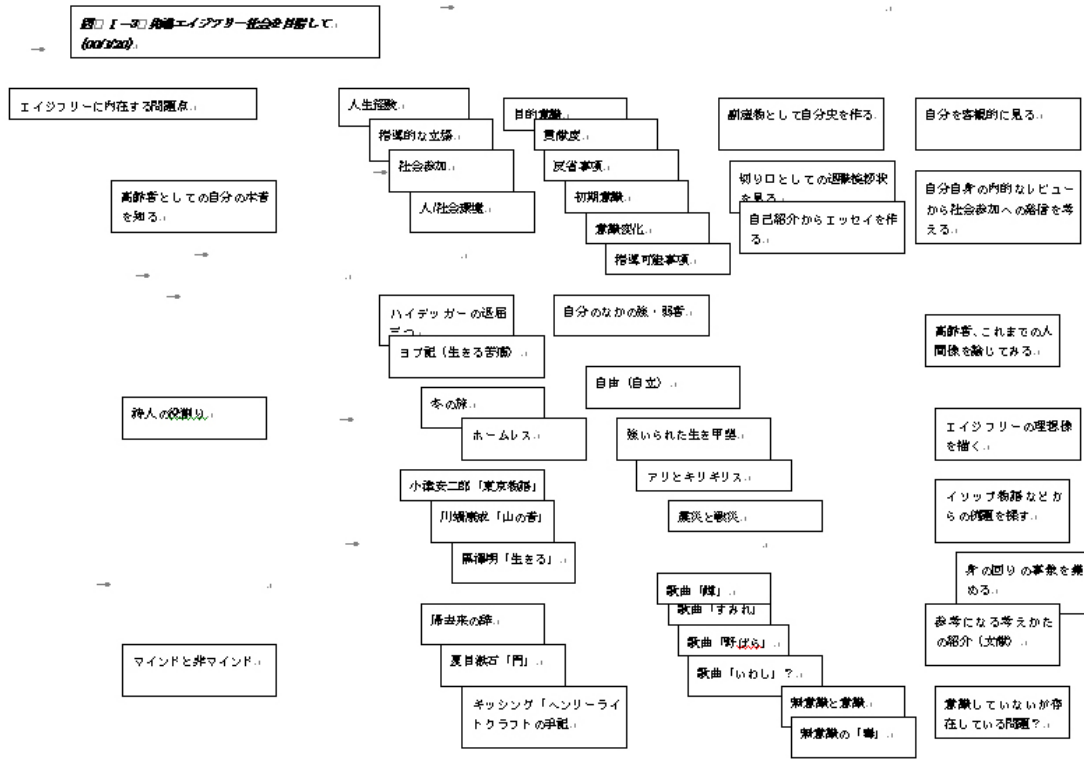 図 Ⅰ-3 発進エイジフリー社会を目指して
(00/3/20)
エイジフリーに内在する問題点
人生経験
指導的な立場
社会参加
人/社会環境
目的意識
貢献度
反省事項
初期意識
意識変化
指導可能事項
副産物として自分史を作る
切り口としての退職挨拶状
を見る
自己紹介からエッセイを作
る
自分を客観的に見る
自分自身の内的なレビュー
から社会参加への発信を考
える
高齢者としての自分の本音
を知る
ハイデッガーの退屈
三つ
ヨブ記（生きる苦痛）
自分のなかの強・弱者
高齢者、これまでの人
間像を論じてみる
自由（自立）
詩人の役割り
冬の旅
ホームレス
強いられた生き甲斐
アリとキリギリス
エイジフリーの理想像
を描く
小津安二郎「東京物語」
川端康成「山の音」
黒澤明「生きる」
震災と戦災
イソップ物語などか
らの例題を探す
身の回りの事象を集
める
歌曲「鱒」
歌曲「すみれ」
歌曲「野ばら」
歌曲「いわし」？
参考になる考えかた
の紹介（文献）
マインドと非マインド
帰去来の辞
夏目漱石「門」
ギッシング「ヘンリーライ
トクラフトの手記
無意識と意識
無意識の「毒」
意識していないが存
在している問題？